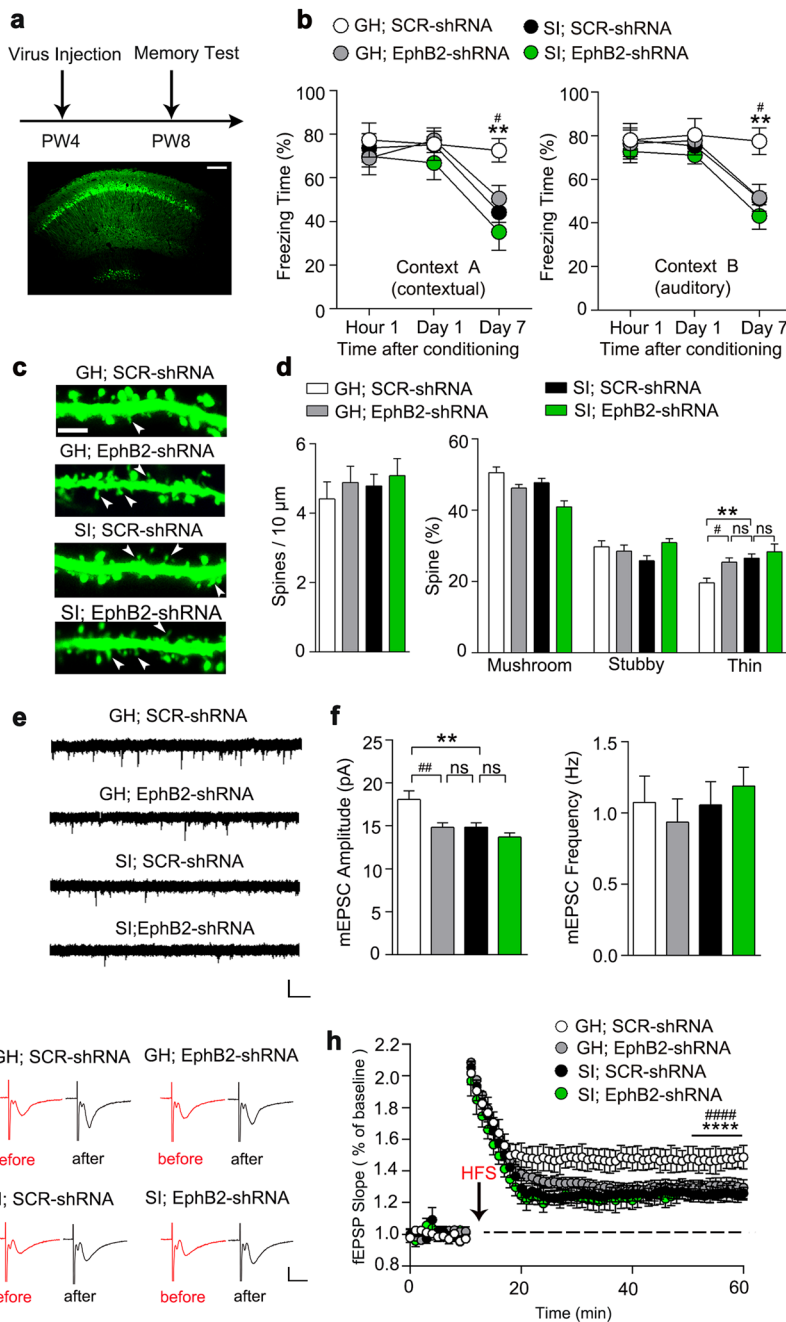 a
Virus Injection Memory Test
PW4 PW8
b
GH; SCR-shRNA SI; SCR-shRNA
GH; EphB2-shRNA SI; EphB2-shRNA
Freezing Time (%)
100
80
60
40
20
0
#
**
Context A
(contextual)
Hour 1 Day 1 Day 7
Time after conditioning
Freezing Time (%)
100
80
60
40
20
0
#
**
Context B
(auditory)
Hour 1 Day 1 Day 7
Time after conditioning
c
GH; SCR-shRNA
GH; EphB2-shRNA
SI; SCR-shRNA
SI; EphB2-shRNA
d
GH; SCR-shRNA SI; SCR-shRNA
GH; EphB2-shRNA SI; EphB2-shRNA
Spines / 10 μm
6
4
2
0
Spine (%)
60
40
20
0
**
# ns ns
Mushroom Stubby Thin
e
GH; SCR-shRNA
GH; EphB2-shRNA
SI; SCR-shRNA
SI;EphB2-shRNA
f
mEPSC Amplitude (pA)
25
20
15
10
5
0
**
## ns ns
mEPSC Frequency (Hz)
1.5
1.0
0.5
0.0
GH; SCR-shRNA GH; EphB2-shRNA
before after before after
SI; SCR-shRNA SI; EphB2-shRNA
before after before after
h
GH; SCR-shRNA
GH; EphB2-shRNA
SI; SCR-shRNA
SI; EphB2-shRNA
fEPSP Slope ( % of baseline )
2.2
2.0
1.8
1.6
1.4
1.2
1.0
0.8
####
****
HFS
0 20 40 60
Time (min)